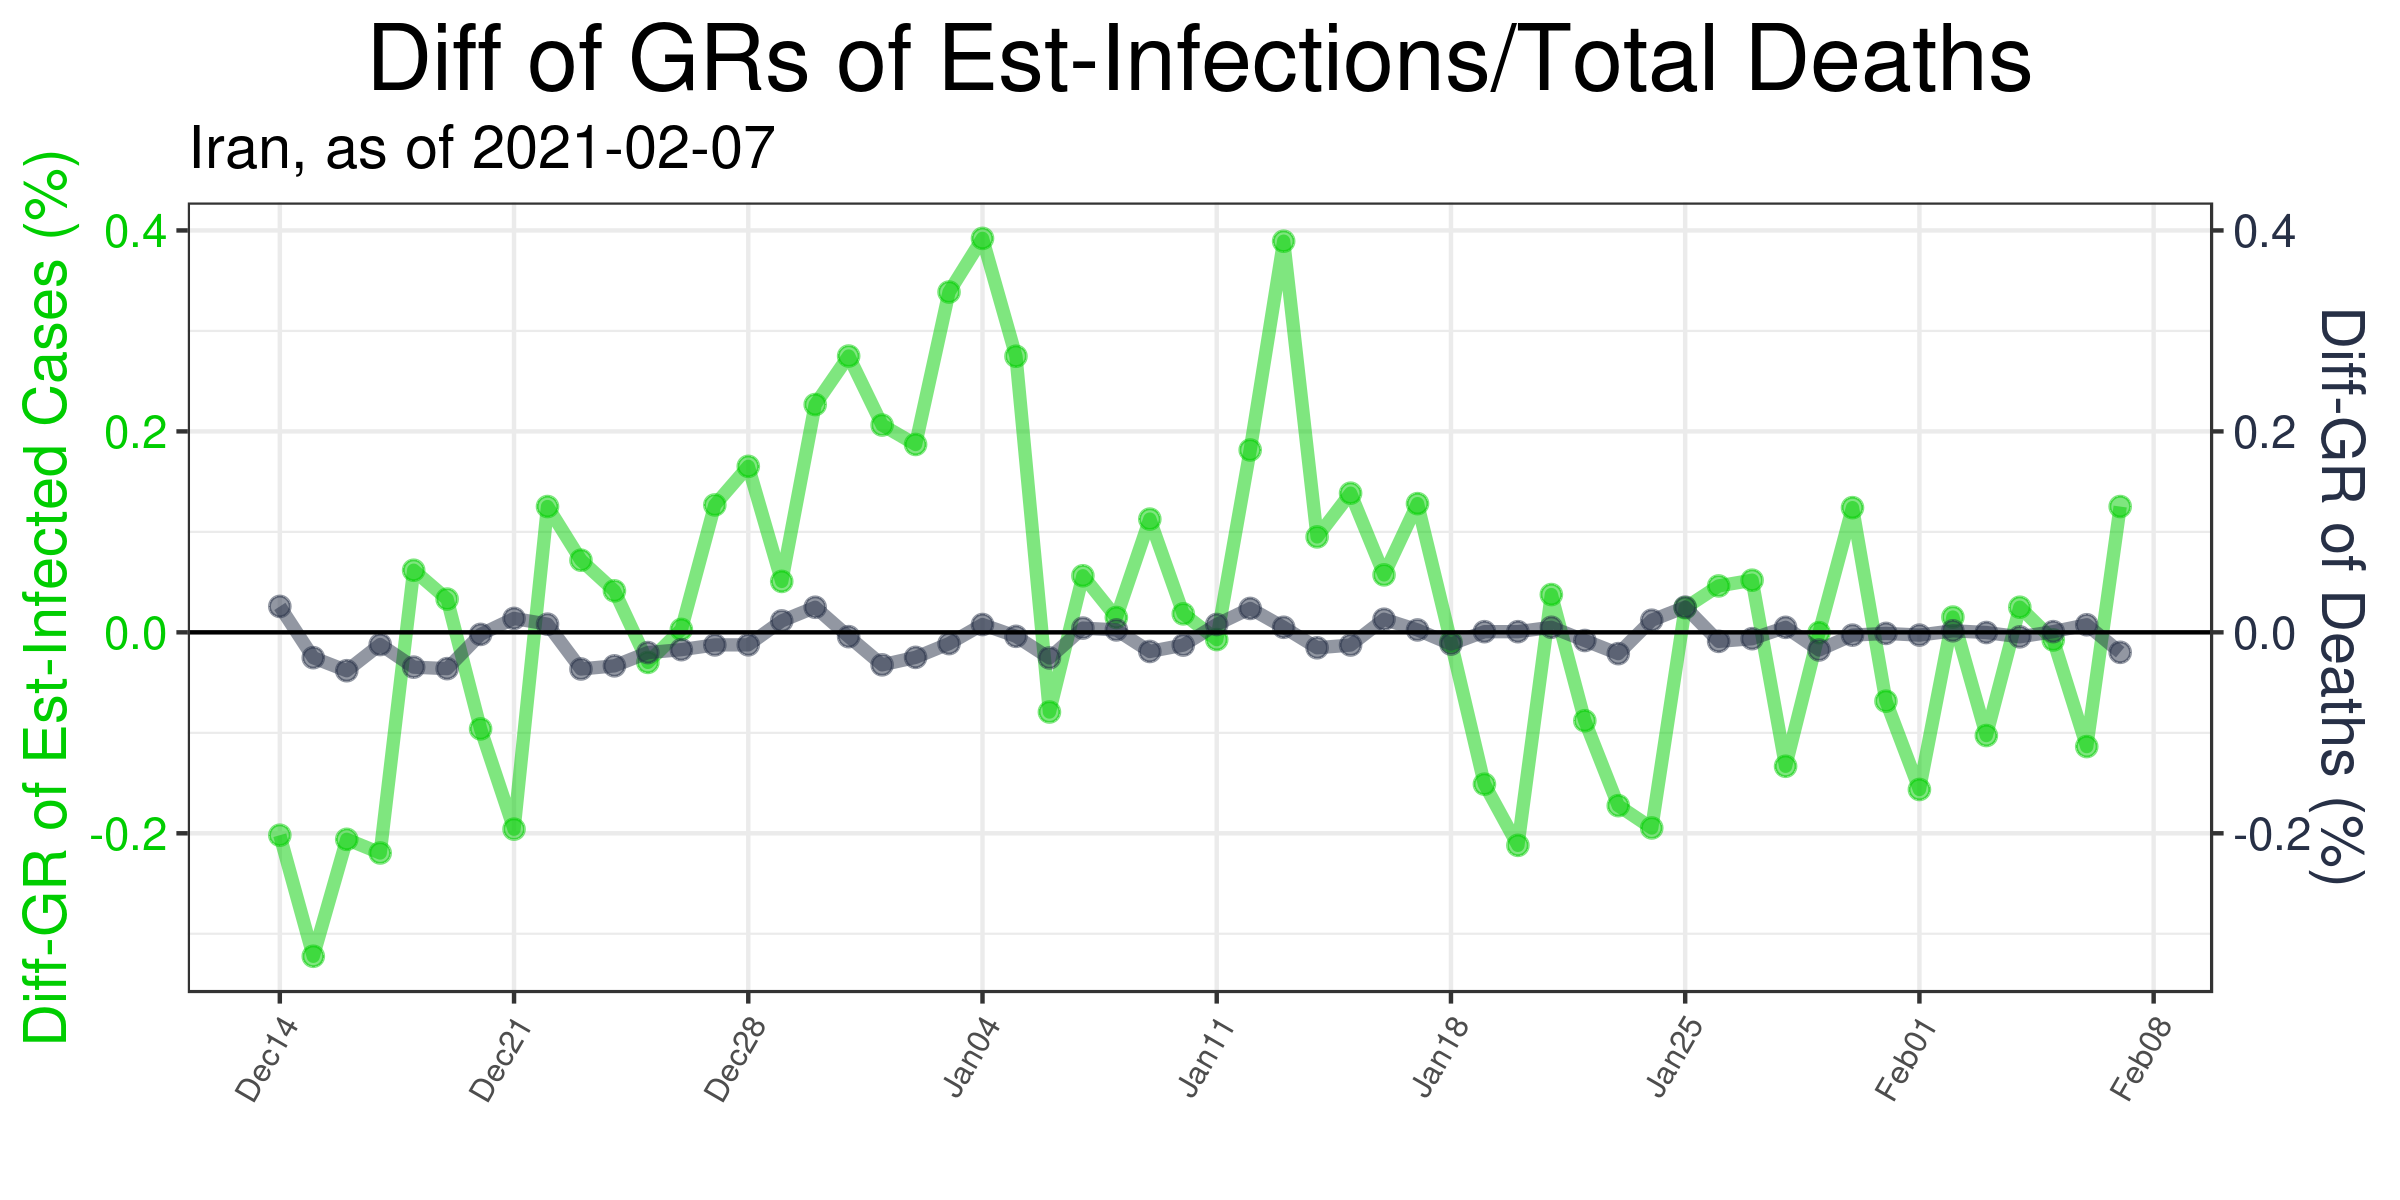 Diff of GRs of Est-Infections/Total Deaths
Iran, as of 2021-02-07
Diff-GR of Est-Infected Cases (%)
0.4
0.2
0.0
-0.2
0.4
0.2
0.0
-0.2
Diff-GR of Deaths (%)
Dec14
Dec21
Dec28
Jan04
Jan11
Jan18
Jan25
Feb01
Feb08